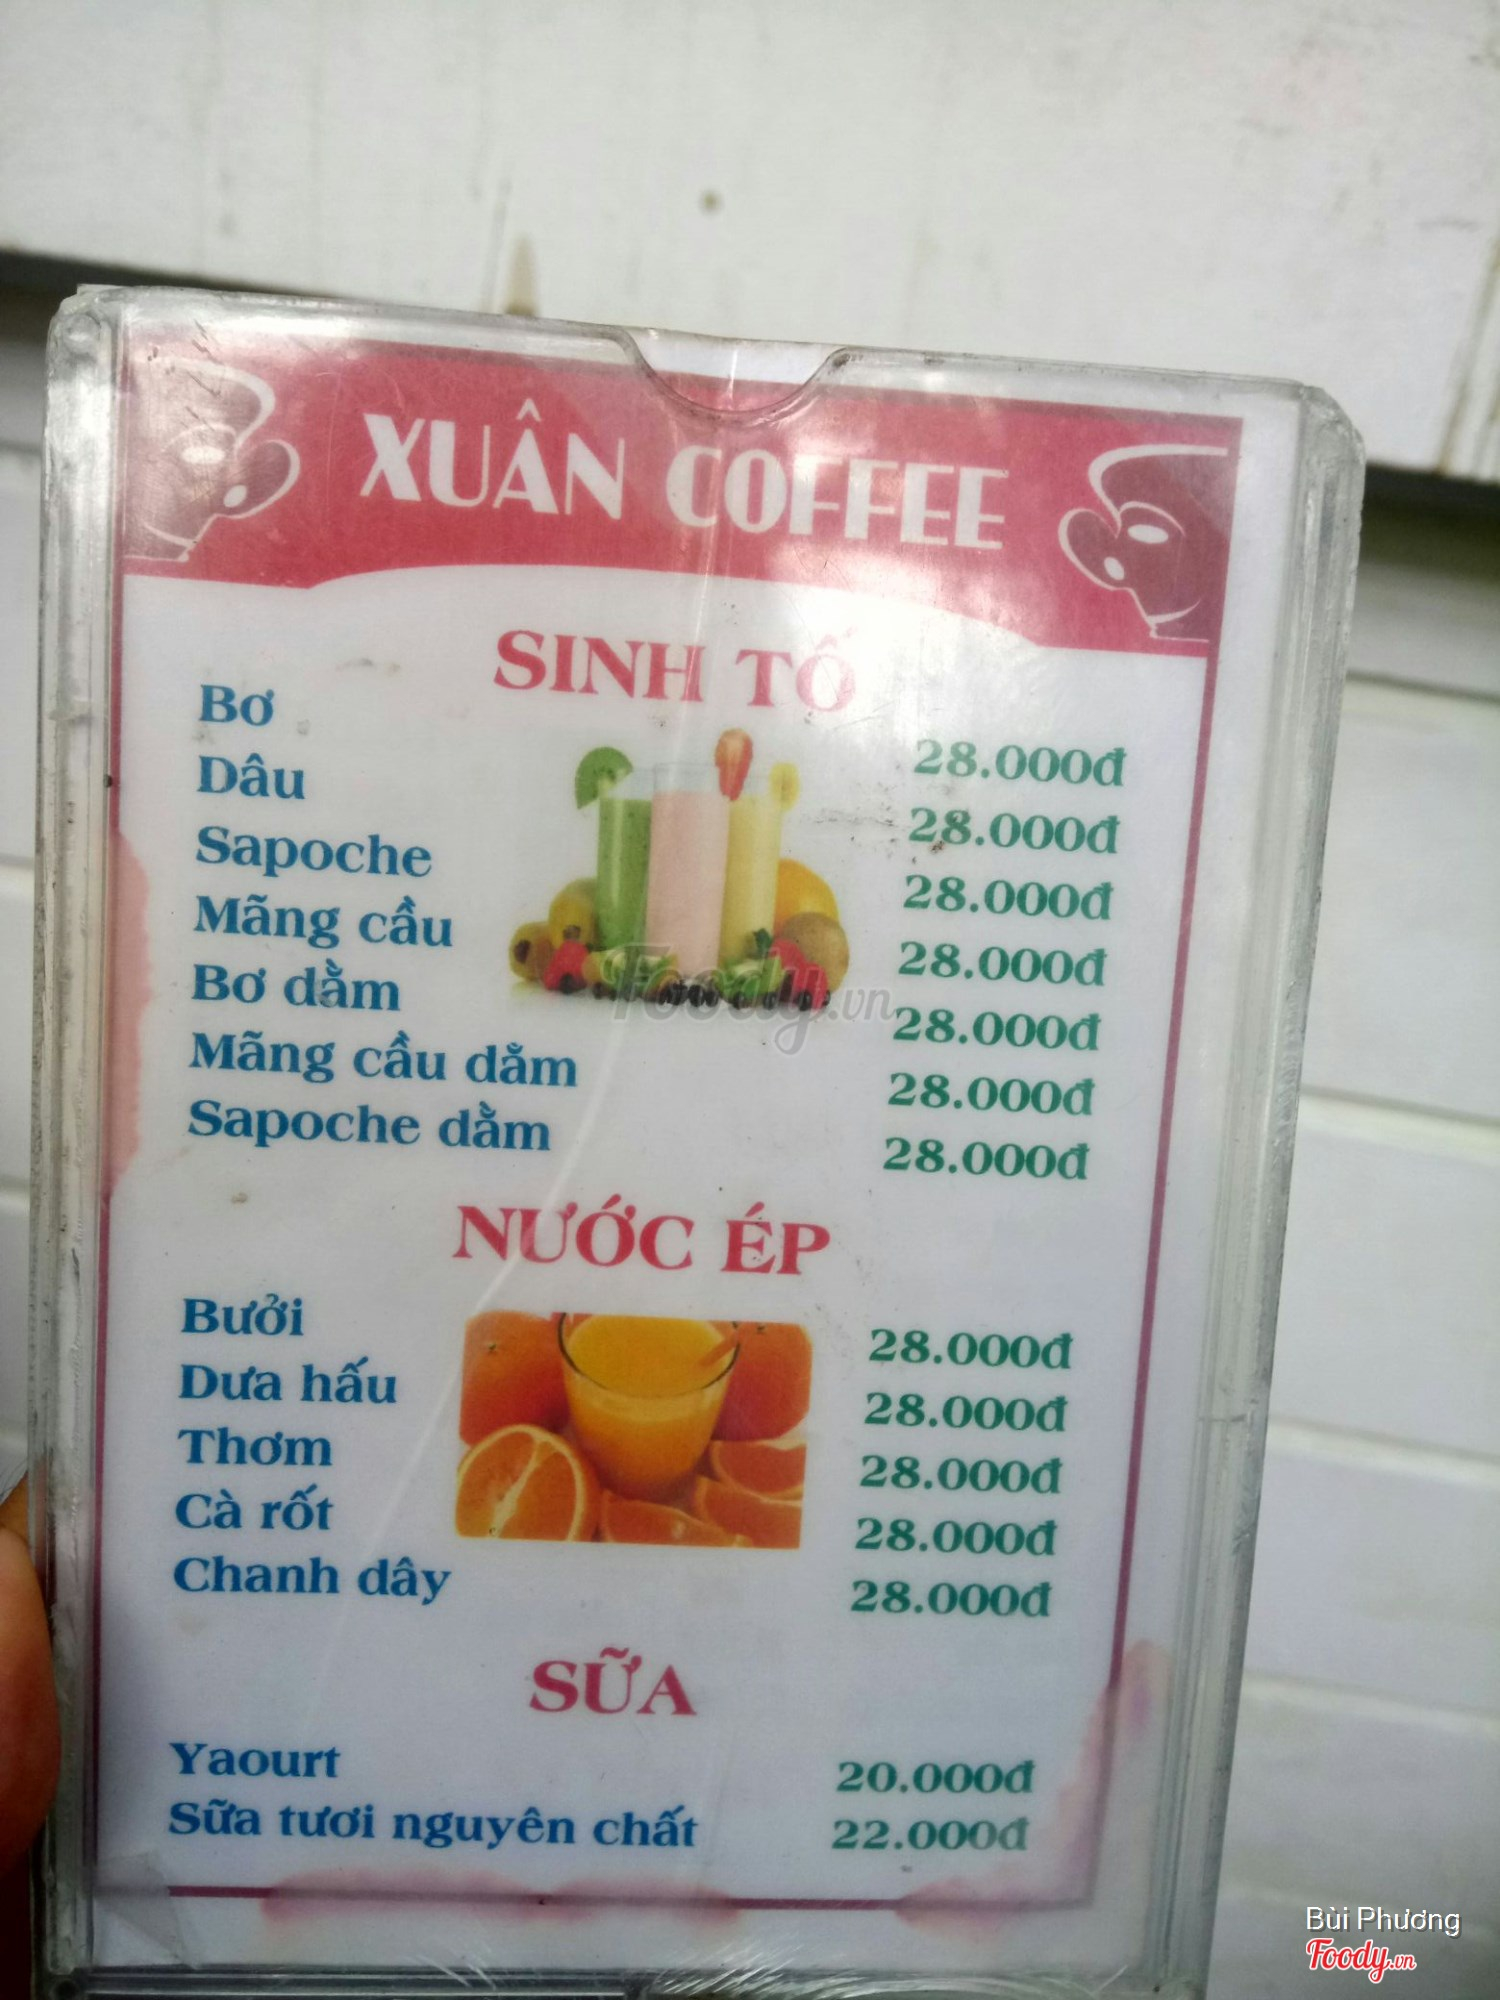 XUÂN COFFEE
SINH TỐ
Bơ 28.000đ
Dâu 28.000đ
Sapoche 28.000đ
Mãng cầu 28.000đ
Bơ dằm 28.000đ
Mãng cầu dằm 28.000đ
Sapoche dằm 28.000đ
Foody.vn
NƯỚC ÉP
Bưởi 28.000đ
Dưa hấu 28.000đ
Thơm 28.000đ
Cà rốt 28.000đ
Chanh dây 28.000đ
SỮA
Yaourt 20.000đ
Sữa tươi nguyên chất 22.000đ
Bùi Phương
Foody.vn